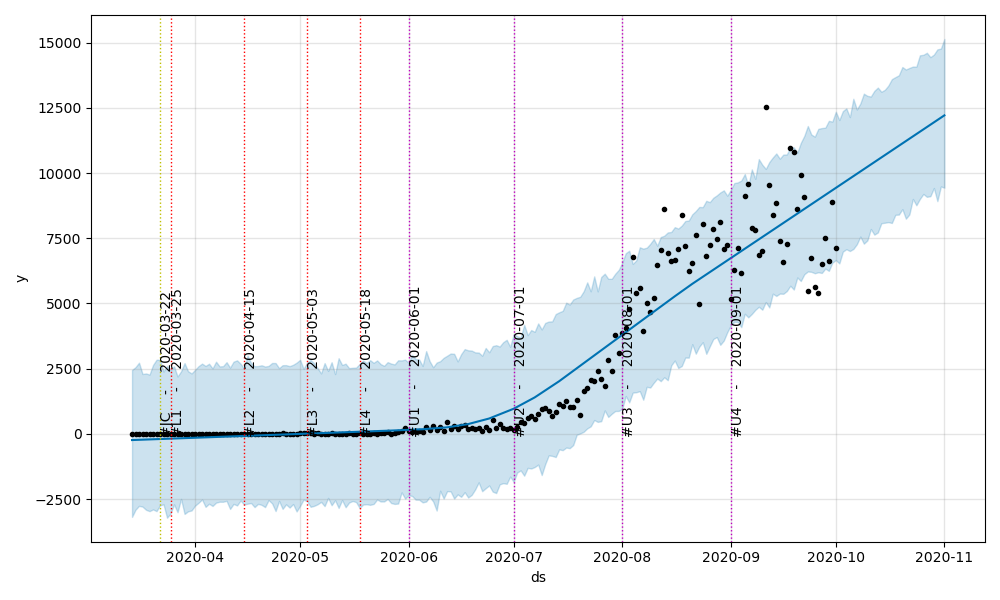 15000
12500
10000
7500
5000
2500
0
−2500
y
#JC - 2020-03-22
#L1 - 2020-03-25
#L2 - 2020-04-15
#L3 - 2020-05-03
#L4 - 2020-05-18
#U1 - 2020-06-01
#U2 - 2020-07-01
#U3 - 2020-08-01
#U4 - 2020-09-01
2020-04
2020-05
2020-06
2020-07
2020-08
2020-09
2020-10
2020-11
ds